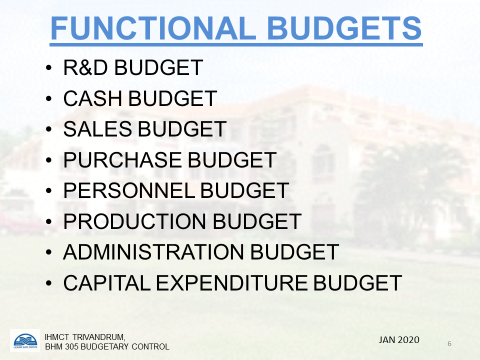 FUNCTIONAL BUDGETS
• R&D BUDGET
• CASH BUDGET
• SALES BUDGET
• PURCHASE BUDGET
• PERSONNEL BUDGET
• PRODUCTION BUDGET
• ADMINISTRATION BUDGET
• CAPITAL EXPENDITURE BUDGET
IHMCT TRIVANDRUM,
BHM 305 BUDGETARY CONTROL
JAN 2020
6